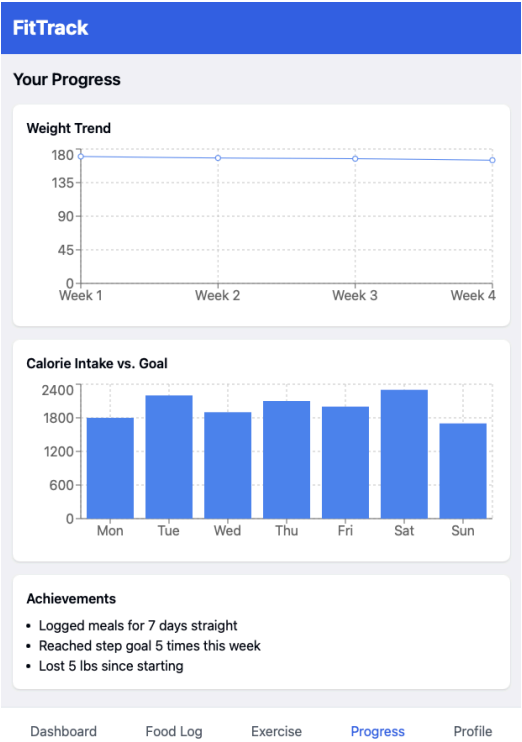 FitTrack
Your Progress
Weight Trend
180
135
90
45
0
Week 1 Week 2 Week 3 Week 4
Calorie Intake vs. Goal
2400
1800
1200
600
0
Mon Tue Wed Thu Fri Sat Sun
Achievements
• Logged meals for 7 days straight
• Reached step goal 5 times this week
• Lost 5 lbs since starting
Dashboard Food Log Exercise Progress Profile